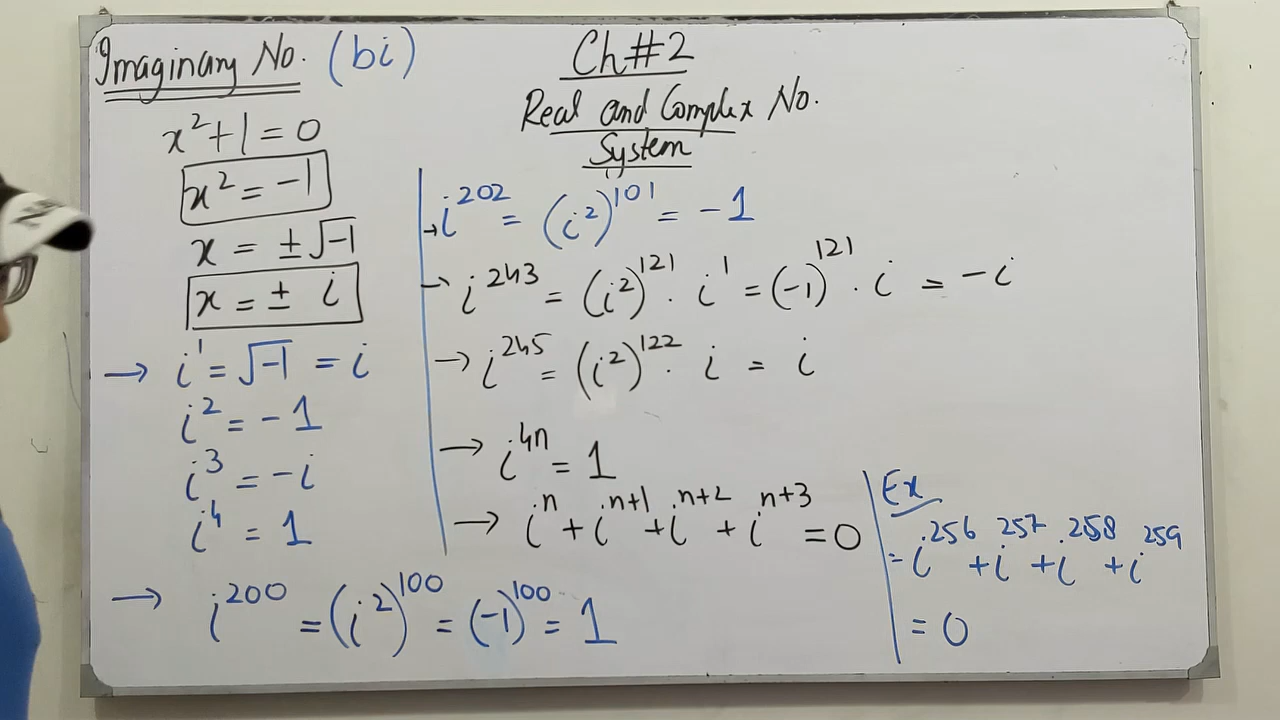 Imaginary No. (bi)
x² + 1 = 0
x² = -1
x = ± √-1
x = ± i
→ i¹ = √-1 = i
i² = -1
i³ = -i
i⁴ = 1
→ i²⁰⁰ = (i²)¹⁰⁰ = (-1)¹⁰⁰ = 1
Ch#2
Real and Complex No.
System
→ i²⁰² = (i²)¹⁰¹ = -1
→ i²⁴³ = (i²)¹²¹ . i¹ = (-1)¹²¹ . i = -i
→ i²⁴⁵ = (i²)¹²² . i = i
→ i⁴ⁿ = 1
→ iⁿ + iⁿ⁺¹ + iⁿ⁺² + iⁿ⁺³ = 0
Ex
= i²⁵⁶ + i²⁵⁷ + i²⁵⁸ + i²⁵⁹
= 0